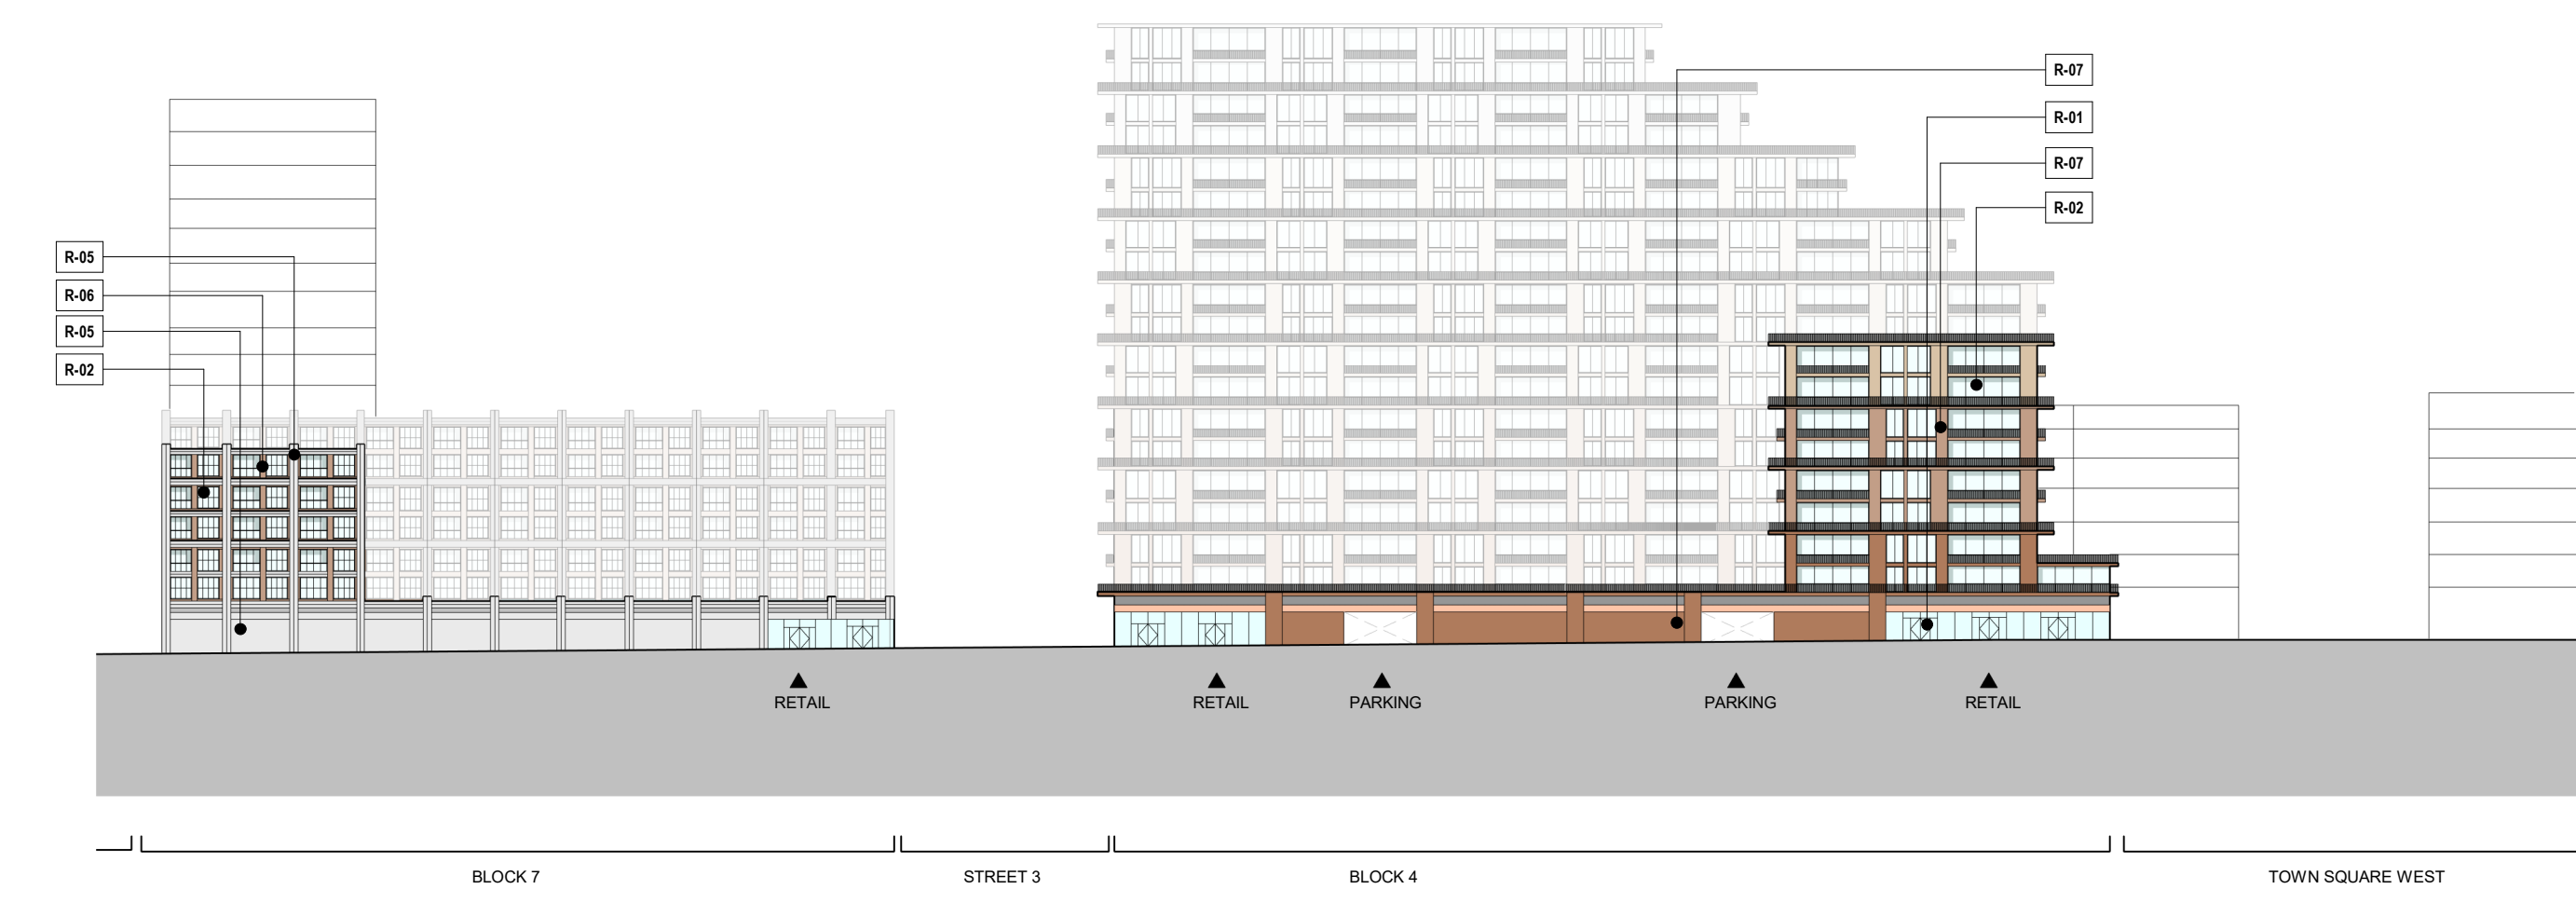 R-07
R-01
R-07
R-02
R-05
R-06
R-05
R-02
RETAIL
RETAIL
PARKING
PARKING
RETAIL
BLOCK 7
STREET 3
BLOCK 4
TOWN SQUARE WEST